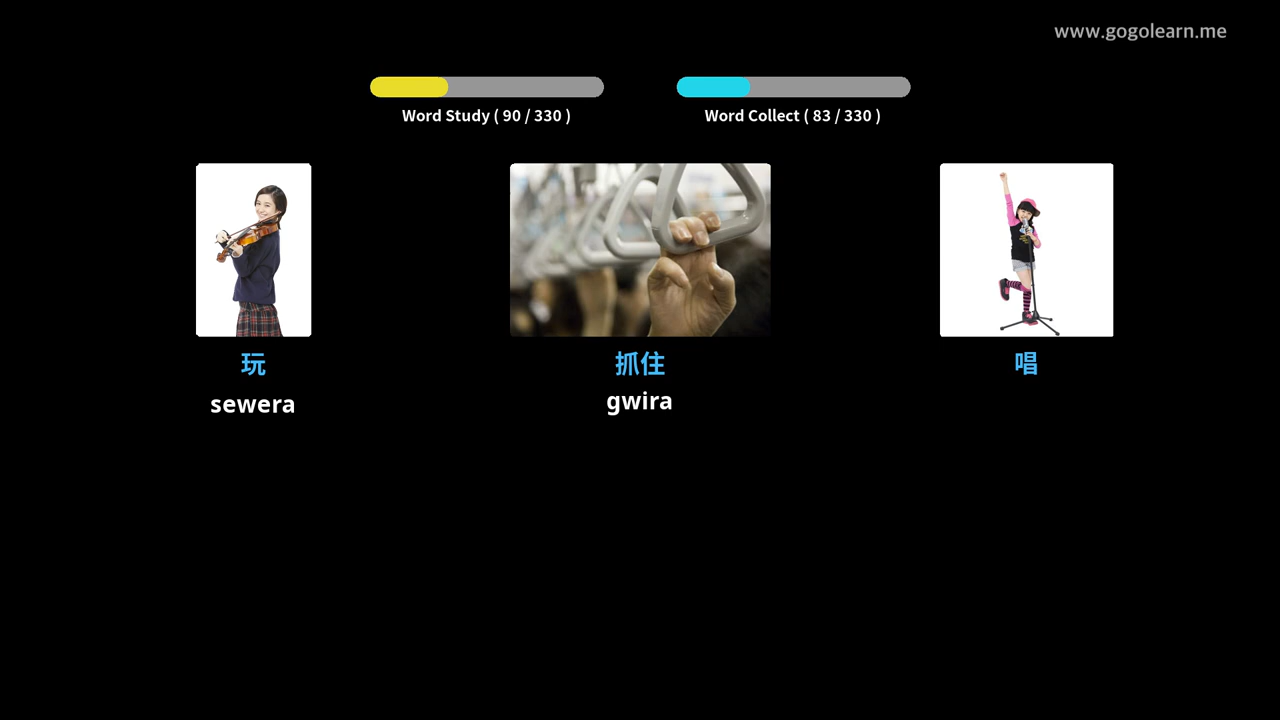 www.gogolearn.me
Word Study ( 90 / 330 )
Word Collect ( 83 / 330 )
玩
抓住
唱
sewera
gwira